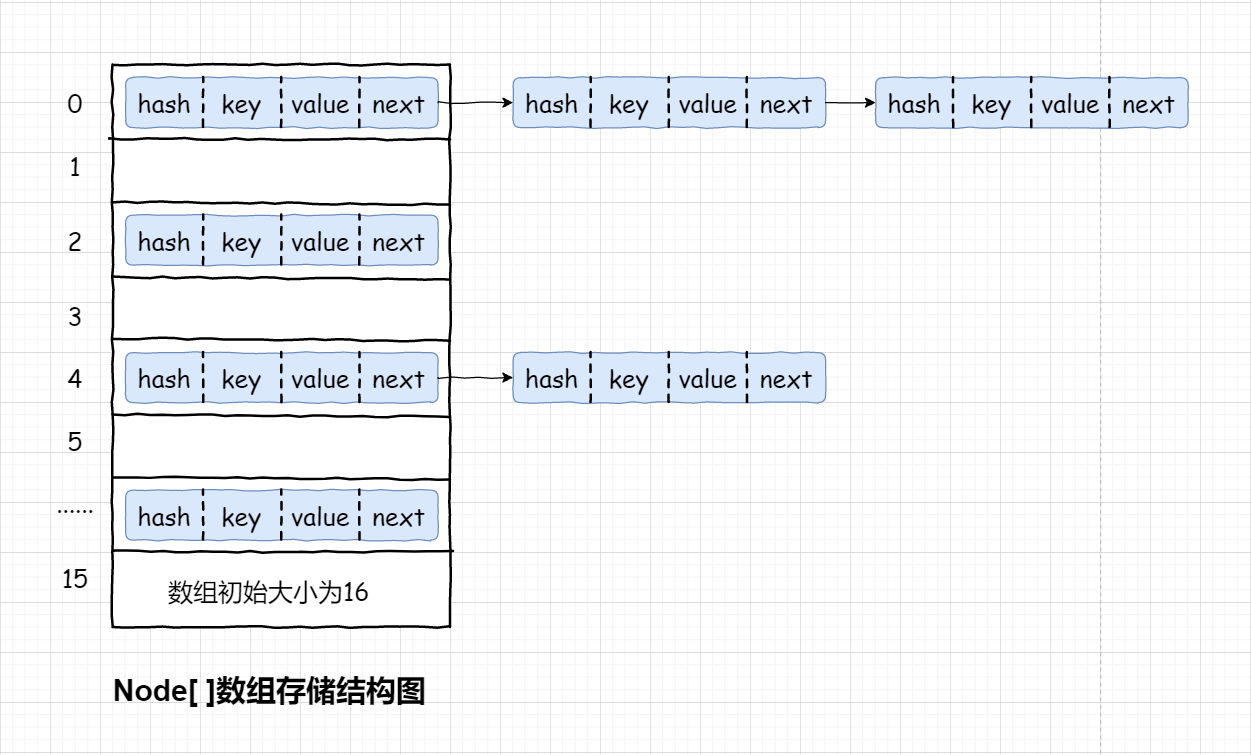 0 hash key value next hash key value next hash key value next
1
2 hash key value next
3
4 hash key value next hash key value next
5
...... hash key value next
15 数组初始大小为16
Node[ ]数组存储结构图